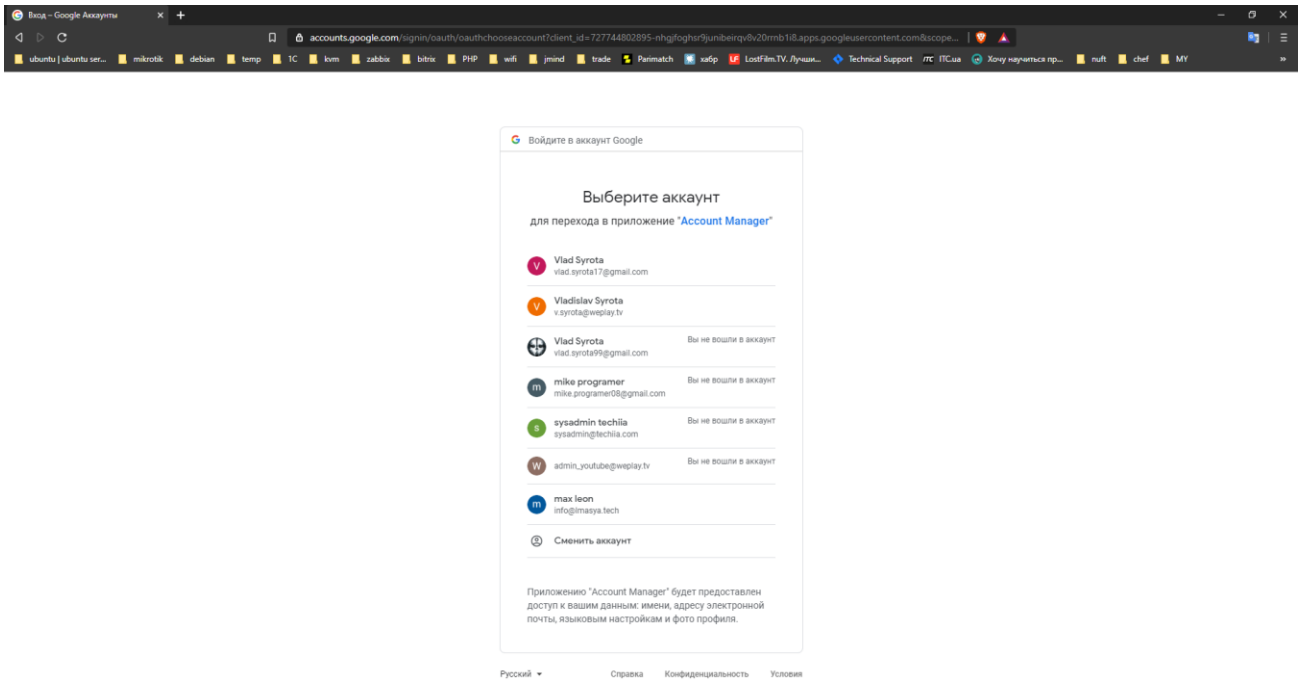 Вход – Google Аккаунты
accounts.google.com/signin/oauth/oauthchooseaccount?client_id=727744802895-nhgjfoghsr9junibeirqv8v20rrnb1i8.apps.googleusercontent.com&scope...
ubuntu | ubuntu ser... mikrotik debian temp 1C kvm zabbix bitrix PHP wifi jmind trade Parimatch хабр LostFilm.TV. Лучши... Technical Support ITC.ua Хочу научиться пр... nuft chef MY »
Войдите в аккаунт Google
Выберите аккаунт
для перехода в приложение "Account Manager"
V Vlad Syrota
vlad.syrota17@gmail.com
V Vladislav Syrota
v.syrota@weplay.tv
Vlad Syrota Вы не вошли в аккаунт
vlad.syrota99@gmail.com
m mike programer Вы не вошли в аккаунт
mike.programer08@gmail.com
s sysadmin techiia Вы не вошли в аккаунт
sysadmin@techiia.com
W admin_youtube@weplay.tv Вы не вошли в аккаунт
m max leon
info@imasya.tech
Сменить аккаунт
Приложению "Account Manager" будет предоставлен
доступ к вашим данным: имени, адресу электронной
почты, языковым настройкам и фото профиля.
Русский Справка Конфиденциальность Условия